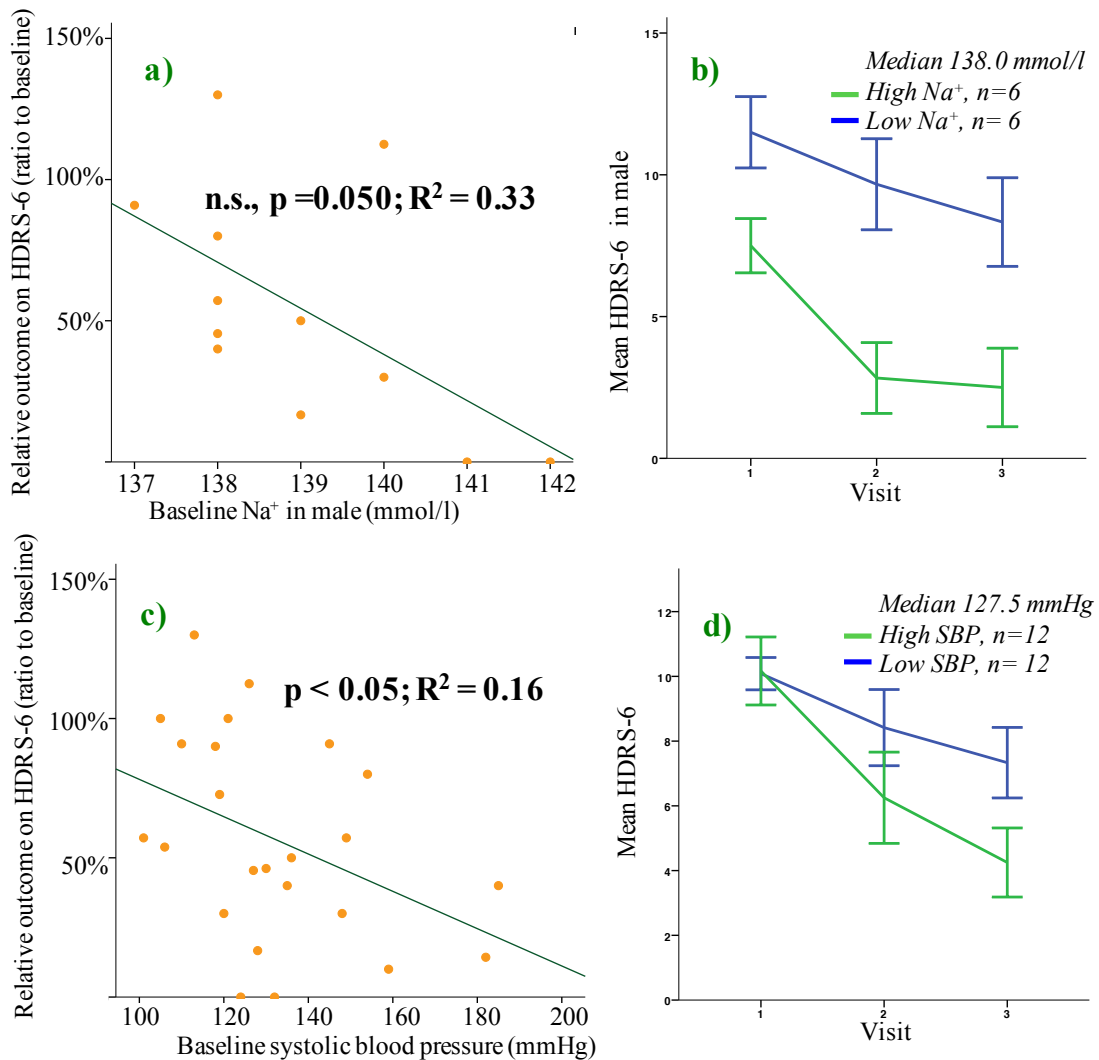 150%
100%
50%
Relative outcome on HDRS-6 (ratio to baseline)
a)
n.s., p =0.050; R² = 0.33
137 138 139 140 141 142
Baseline Na⁺ in male (mmol/l)
15
10
5
0
Mean HDRS-6 in male
b)
Median 138.0 mmol/l
High Na⁺, n=6
Low Na⁺, n= 6
1 2 3
Visit
150%
100%
50%
Relative outcome on HDRS-6 (ratio to baseline)
c)
p < 0.05; R² = 0.16
100 120 140 160 180 200
Baseline systolic blood pressure (mmHg)
12
10
8
6
4
2
0
Mean HDRS-6
d)
Median 127.5 mmHg
High SBP, n=12
Low SBP, n= 12
1 2 3
Visit